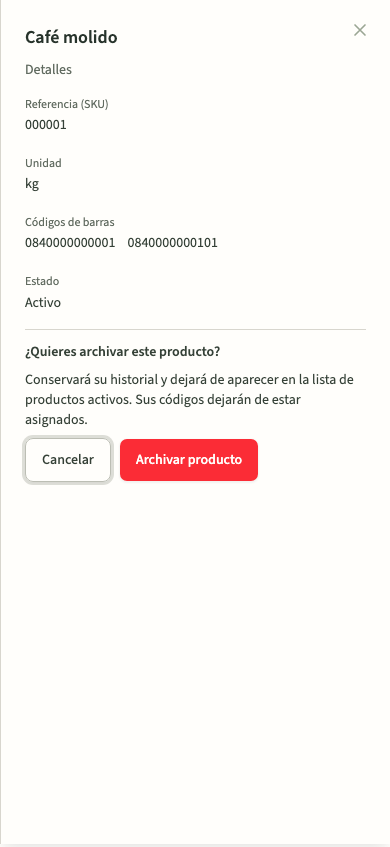 Café molido
Detalles
Referencia (SKU)
000001
Unidad
kg
Códigos de barras
0840000000001 0840000000101
Estado
Activo
¿Quieres archivar este producto?
Conservará su historial y dejará de aparecer en la lista de
productos activos. Sus códigos dejarán de estar
asignados.
Cancelar Archivar producto